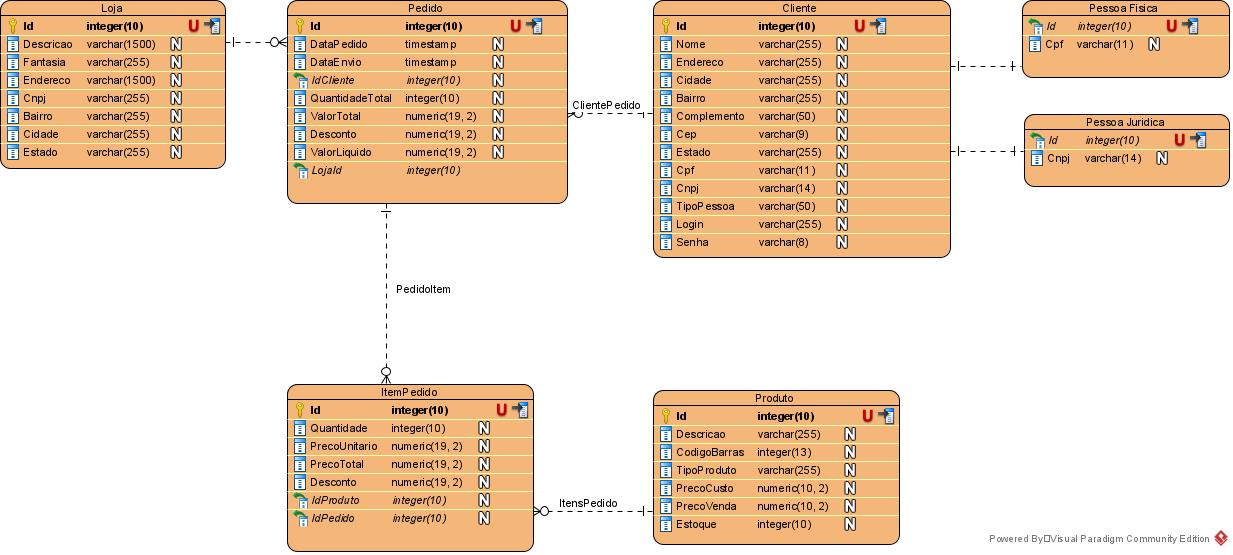 Loja
Id integer(10) U
Descricao varchar(1500) N
Fantasia varchar(255) N
Endereco varchar(1500) N
Cnpj varchar(255) N
Bairro varchar(255) N
Cidade varchar(255) N
Estado varchar(255) N
Pedido
Id integer(10) U
DataPedido timestamp N
DataEnvio timestamp N
IdCliente integer(10) N
QuantidadeTotal integer(10) N
ValorTotal numeric(19, 2) N
Desconto numeric(19, 2) N
ValorLiquido numeric(19, 2) N
LojaId integer(10)
ClientePedido
Cliente
Id integer(10) U
Nome varchar(255) N
Endereco varchar(255) N
Cidade varchar(255) N
Bairro varchar(255) N
Complemento varchar(50) N
Cep varchar(9) N
Estado varchar(255) N
Cpf varchar(11) N
Cnpj varchar(14) N
TipoPessoa varchar(50) N
Login varchar(255) N
Senha varchar(8) N
Pessoa Fisica
Id integer(10) U
Cpf varchar(11) N
Pessoa Juridica
Id integer(10) U
Cnpj varchar(14) N
PedidoItem
ItemPedido
Id integer(10) U
Quantidade integer(10) N
PrecoUnitario numeric(19, 2) N
PrecoTotal numeric(19, 2) N
Desconto numeric(19, 2) N
IdProduto integer(10) N
IdPedido integer(10) N
ItensPedido
Produto
Id integer(10) U
Descricao varchar(255) N
CodigoBarras integer(13) N
TipoProduto varchar(255) N
PrecoCusto numeric(10, 2) N
PrecoVenda numeric(10, 2) N
Estoque integer(10) N
Powered By Visual Paradigm Community Edition